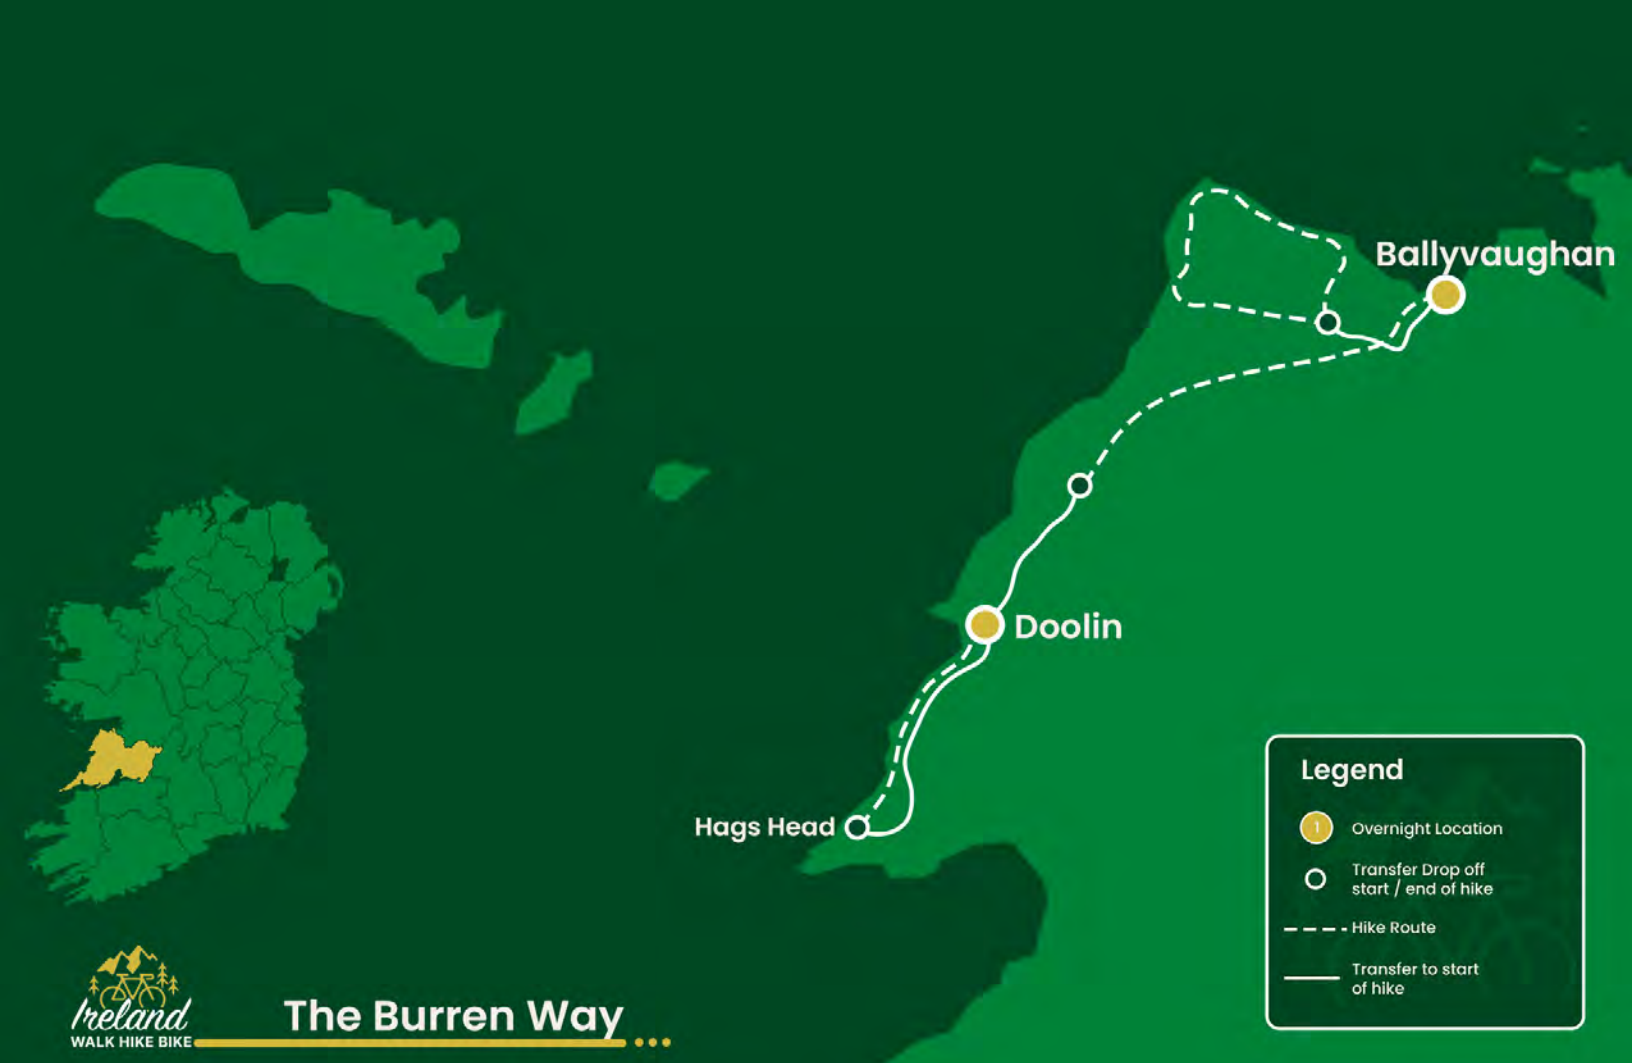 Ballyvaughan
Doolin
Hags Head
Legend
1
Overnight Location
Transfer Drop off
start / end of hike
Hike Route
Transfer to start
of hike
Ireland
WALK HIKE BIKE
The Burren Way